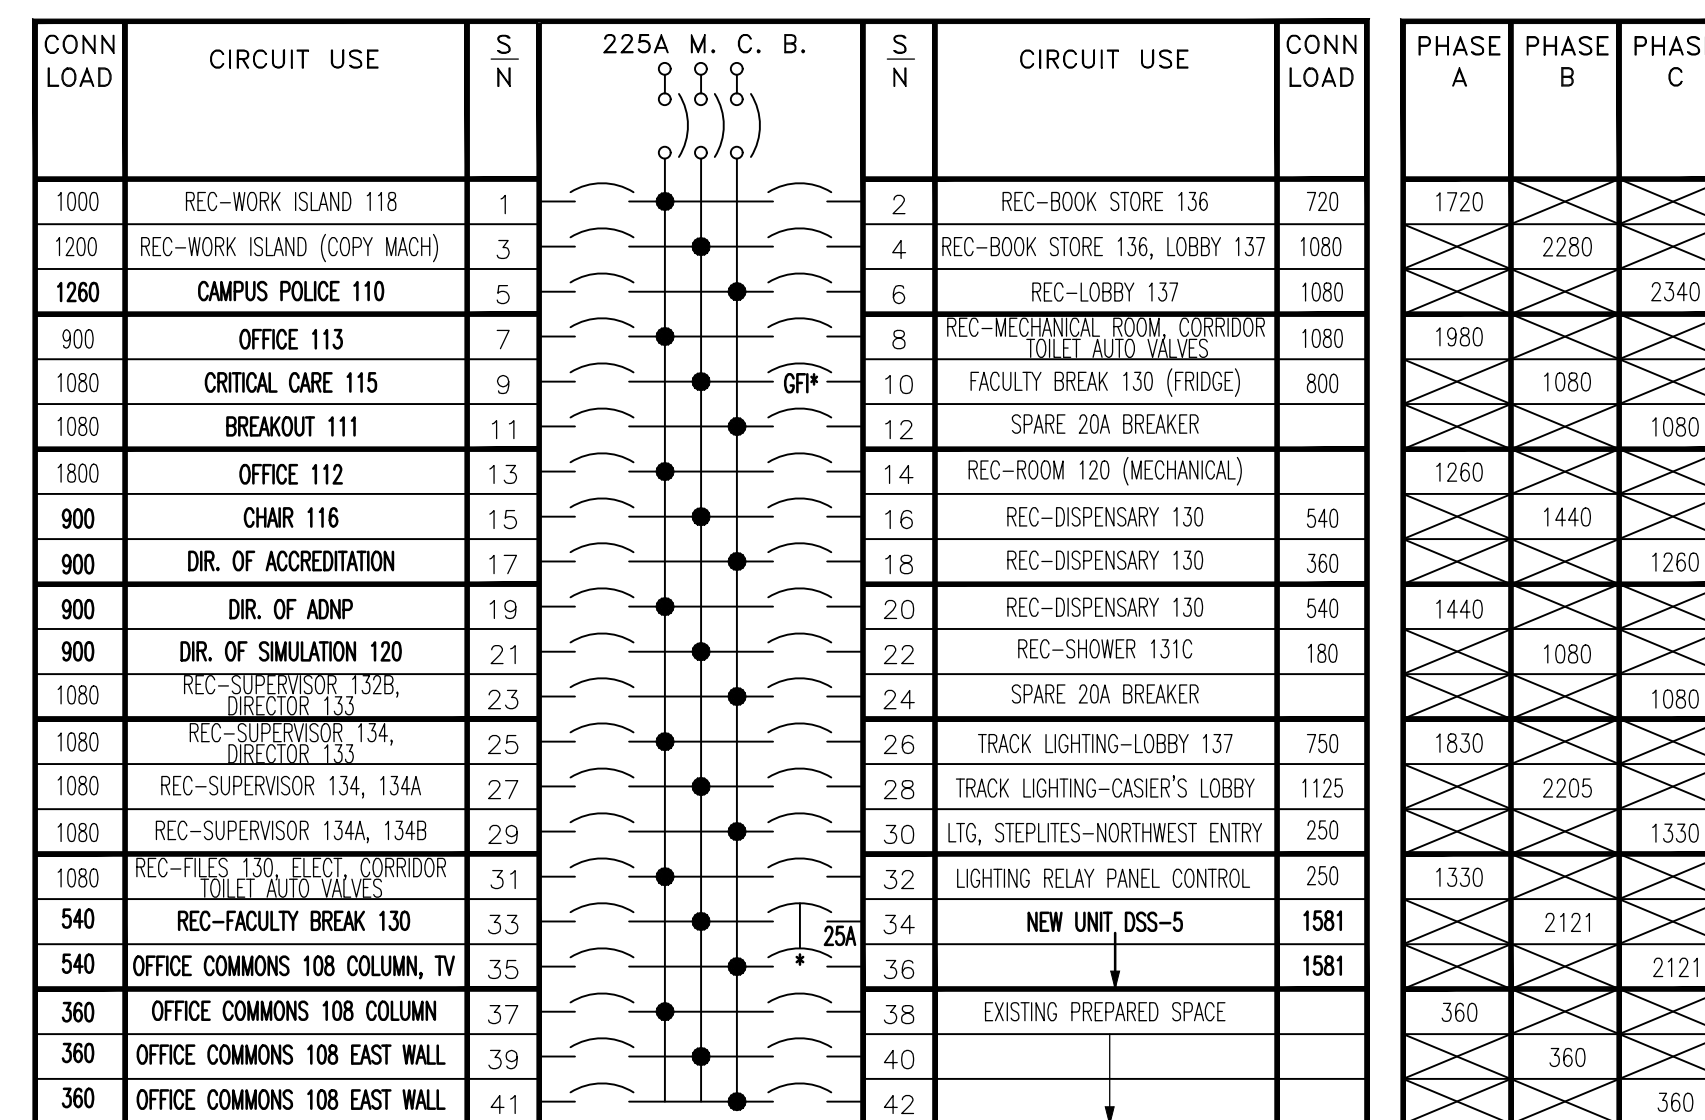 CONN LOAD CIRCUIT USE S/N 225A M. C. B. S/N CIRCUIT USE CONN LOAD PHASE A PHASE B PHASE C
1000 REC-WORK ISLAND 118 1 2 REC-BOOK STORE 136 720 1720
1200 REC-WORK ISLAND (COPY MACH) 3 4 REC-BOOK STORE 136, LOBBY 137 1080 2280
1260 CAMPUS POLICE 110 5 6 REC-LOBBY 137 1080 2340
900 OFFICE 113 7 8 REC-MECHANICAL ROOM, CORRIDOR TOILET AUTO VALVES 1080 1980
1080 CRITICAL CARE 115 9 GFI* 10 FACULTY BREAK 130 (FRIDGE) 800 1080
1080 BREAKOUT 111 11 12 SPARE 20A BREAKER 1080
1800 OFFICE 112 13 14 REC-ROOM 120 (MECHANICAL) 1260
900 CHAIR 116 15 16 REC-DISPENSARY 130 540 1440
900 DIR. OF ACCREDITATION 17 18 REC-DISPENSARY 130 360 1260
900 DIR. OF ADNP 19 20 REC-DISPENSARY 130 540 1440
900 DIR. OF SIMULATION 120 21 22 REC-SHOWER 131C 180 1080
1080 REC-SUPERVISOR 132B, DIRECTOR 133 23 24 SPARE 20A BREAKER 1080
1080 REC-SUPERVISOR 134, DIRECTOR 133 25 26 TRACK LIGHTING-LOBBY 137 750 1830
1080 REC-SUPERVISOR 134, 134A 27 28 TRACK LIGHTING-CASIER'S LOBBY 1125 2205
1080 REC-SUPERVISOR 134A, 134B 29 30 LTG, STEPLITES-NORTHWEST ENTRY 250 1330
1080 REC-FILES 130, ELECT, CORRIDOR TOILET AUTO VALVES 31 32 LIGHTING RELAY PANEL CONTROL 250 1330
540 REC-FACULTY BREAK 130 33 25A 34 NEW UNIT DSS-5 1581 2121
540 OFFICE COMMONS 108 COLUMN, TV 35 * 36 1581 2121
360 OFFICE COMMONS 108 COLUMN 37 38 EXISTING PREPARED SPACE 360
360 OFFICE COMMONS 108 EAST WALL 39 40 360
360 OFFICE COMMONS 108 EAST WALL 41 42 360